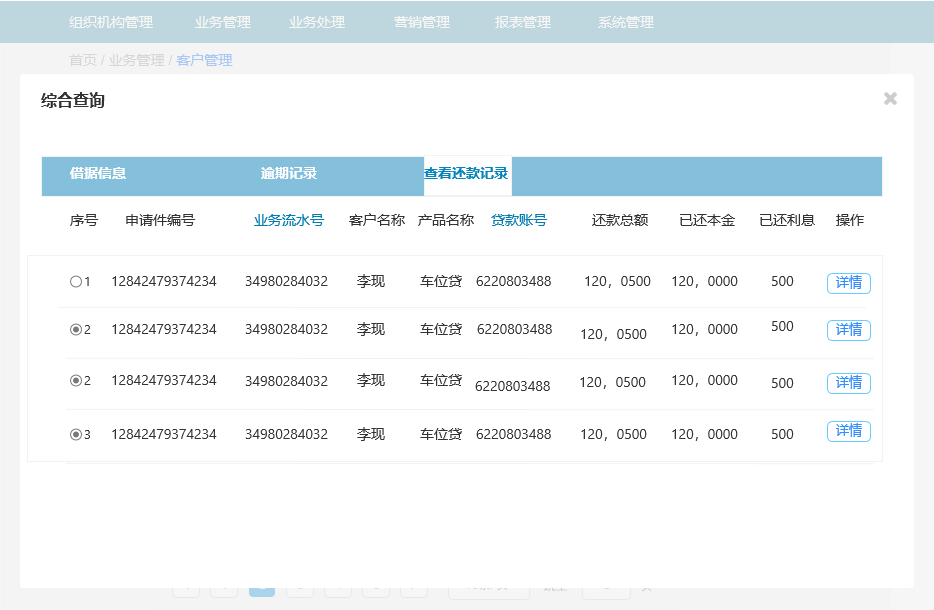 组织机构管理 业务管理 业务处理 营销管理 报表管理 系统管理
首页 / 业务管理 / 客户管理
综合查询
借据信息 逾期记录 查看还款记录
序号 申请件编号 业务流水号 客户名称 产品名称 贷款账号 还款总额 已还本金 已还利息 操作
1 12842479374234 34980284032 李现 车位贷 6220803488 120，0500 120，0000 500 详情
2 12842479374234 34980284032 李现 车位贷 6220803488 120，0500 120，0000 500 详情
2 12842479374234 34980284032 李现 车位贷 6220803488 120，0500 120，0000 500 详情
3 12842479374234 34980284032 李现 车位贷 6220803488 120，0500 120，0000 500 详情